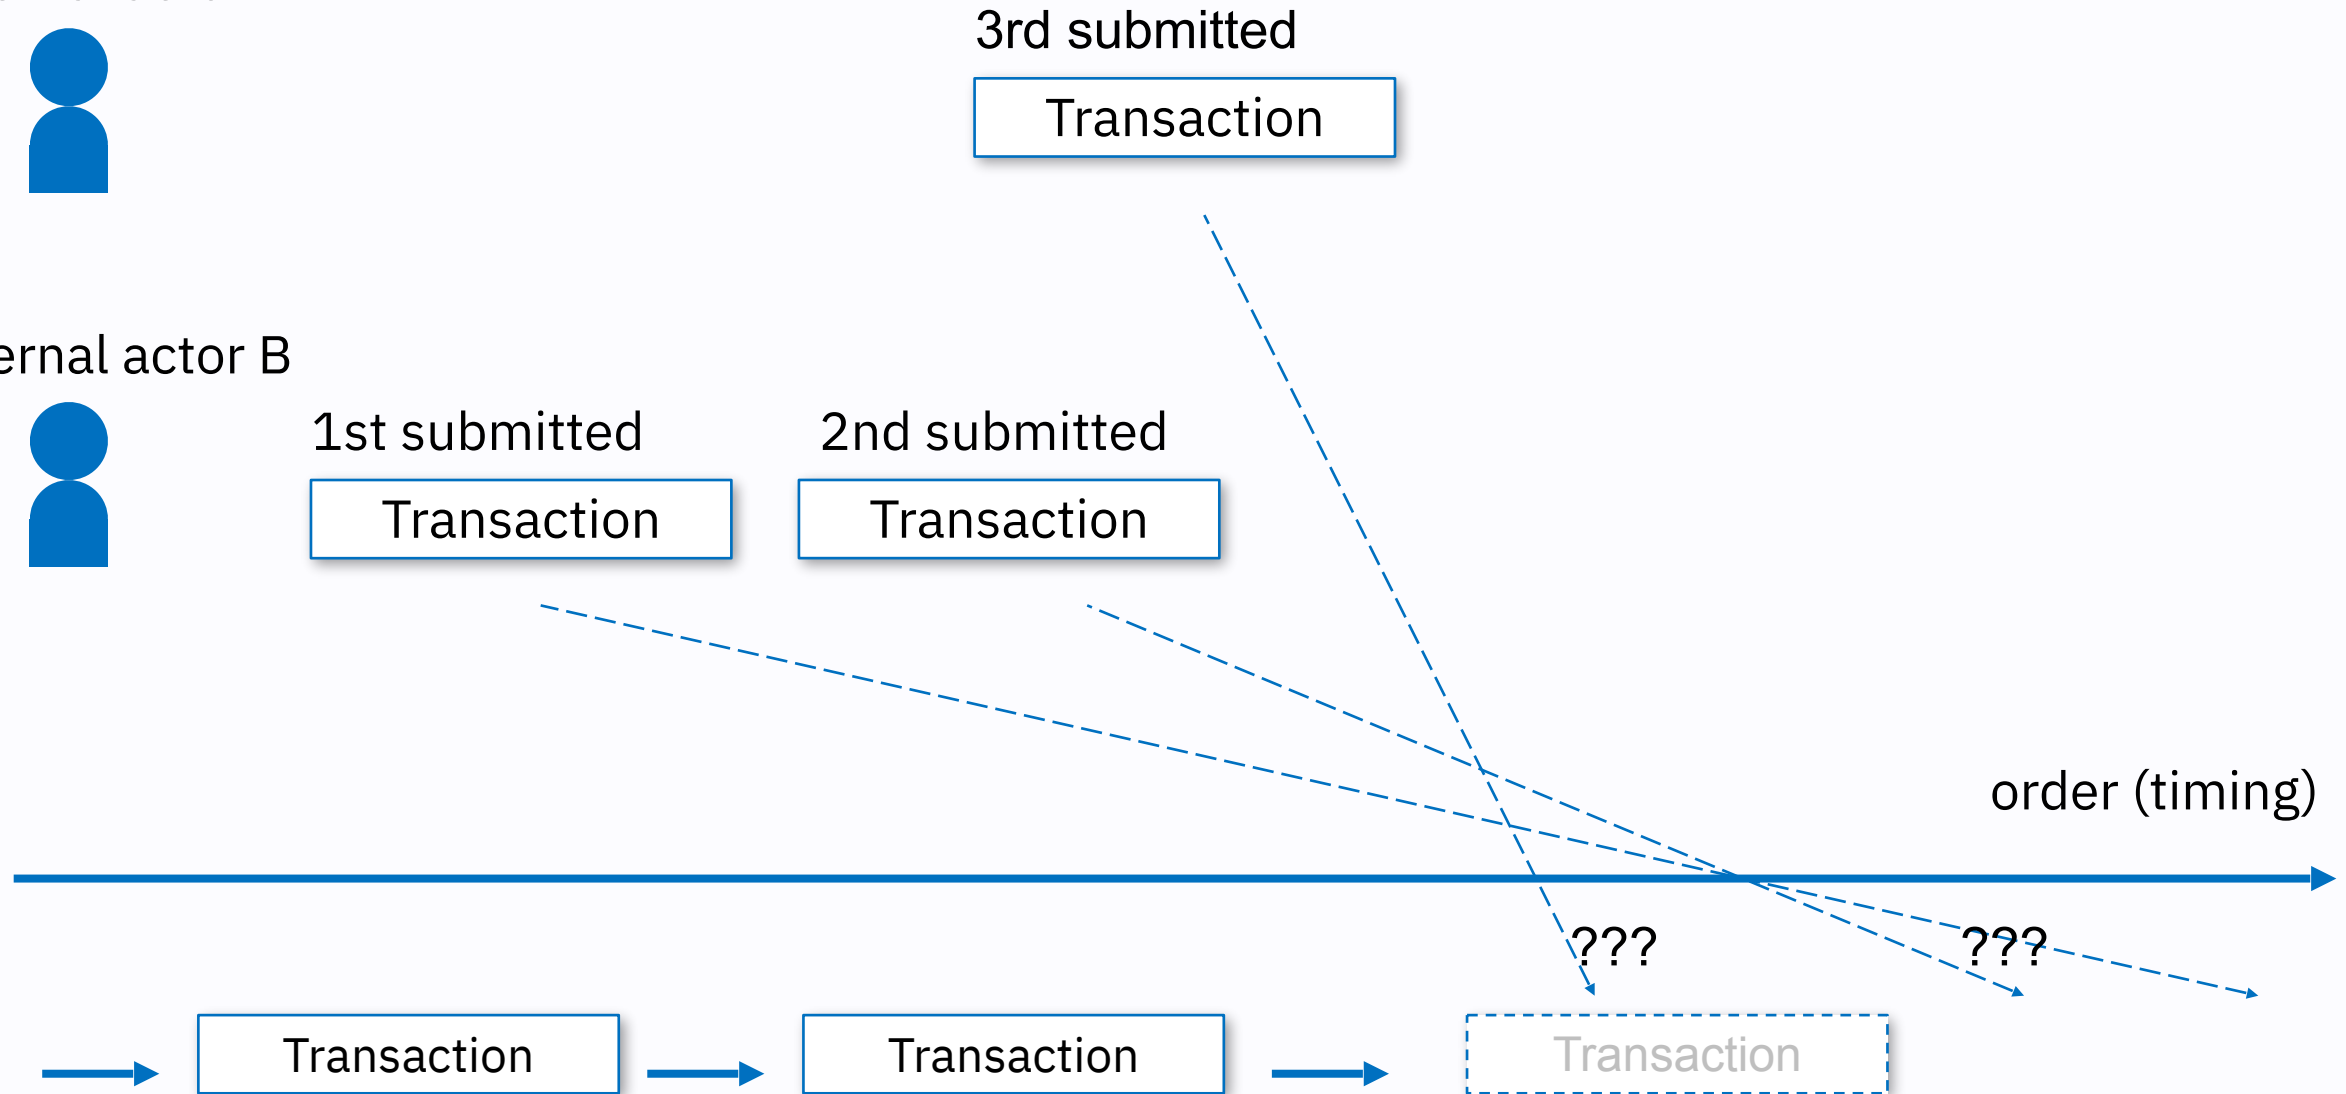 3rd submitted
Transaction
ernal actor B
1st submitted
2nd submitted
Transaction
Transaction
order (timing)
???
???
Transaction
Transaction
Transaction